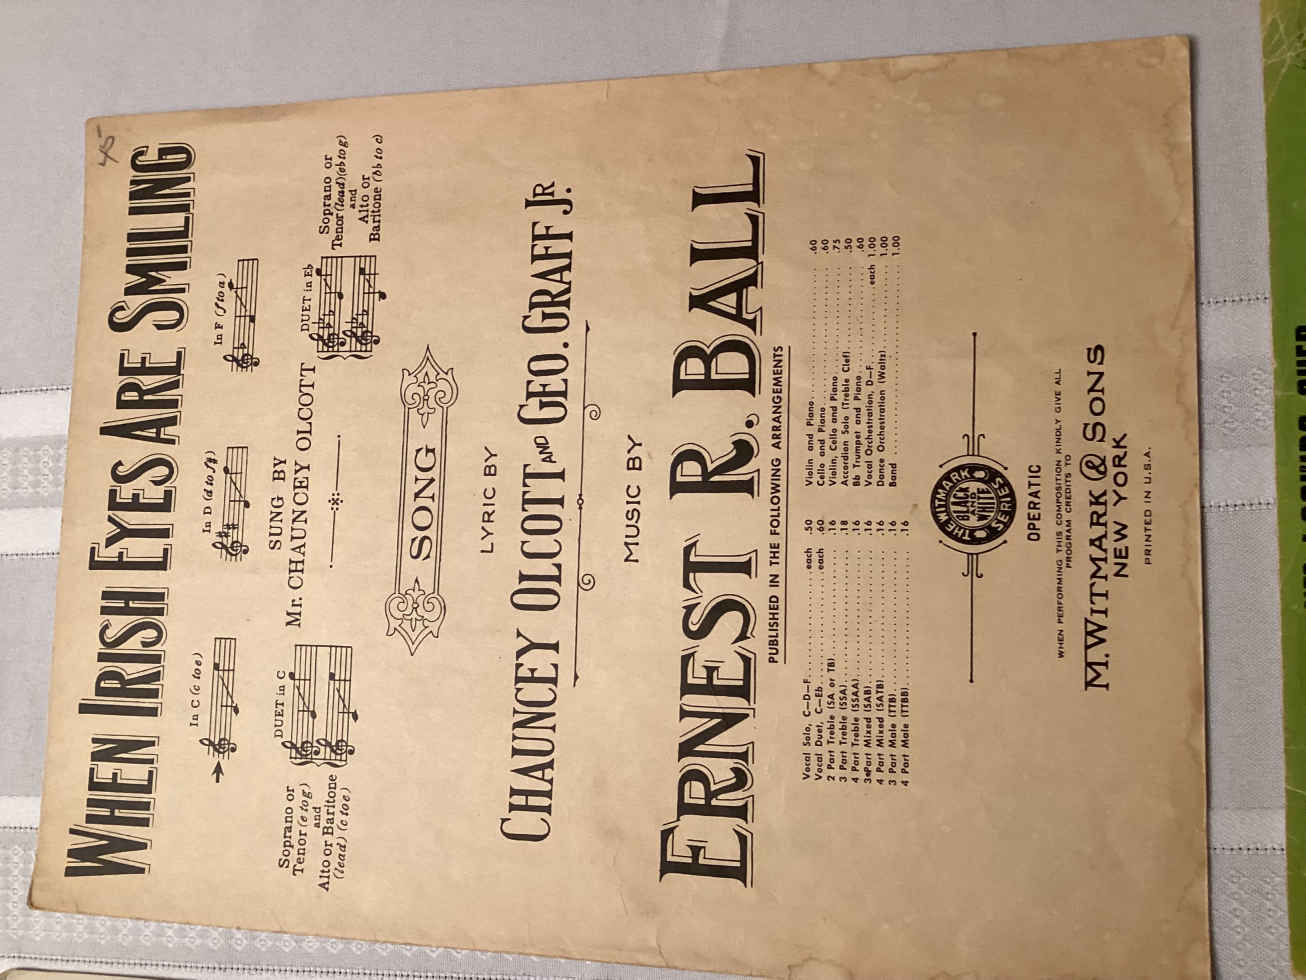 45
WHEN IRISH EYES ARE SMILING
In C (c to e)
In D (d to f#)
In F (f to a)
SUNG BY
Mr. CHAUNCEY OLCOTT
Soprano or
Tenor (e to g)
and
Alto or Baritone
(lead) (c to e)
DUET in C
DUET in Eb
Soprano or
Tenor (lead) (eb to g)
and
Alto or
Baritone (bb to c)
SONG
LYRIC BY
CHAUNCEY OLCOTT AND GEO. GRAFF JR.
MUSIC BY
ERNEST R. BALL
PUBLISHED IN THE FOLLOWING ARRANGEMENTS
Vocal Solo, C—D—F. each .50
Vocal Duet, C—Eb each .60
2 Part Treble (SA or TB) .16
3 Part Treble (SSA) .18
4 Part Treble (SSAA) .16
3 Part Mixed (SAB) .16
4 Part Mixed (SATB) .16
3 Part Male (TTB) .16
4 Part Male (TTBB) .16
Violin and Piano .60
Cello and Piano .60
Violin, Cello and Piano .75
Accordion Solo (Treble Clef) .50
Bb Trumpet and Piano .60
Vocal Orchestration, D—F each 1.00
Dance Orchestration (Waltz) 1.00
Band 1.00
THE WITMARK
BLACK
AND
WHITE
SERIES
OPERATIC
WHEN PERFORMING THIS COMPOSITION KINDLY GIVE ALL
PROGRAM CREDITS TO
M. WITMARK & SONS
NEW YORK
PRINTED IN U.S.A.